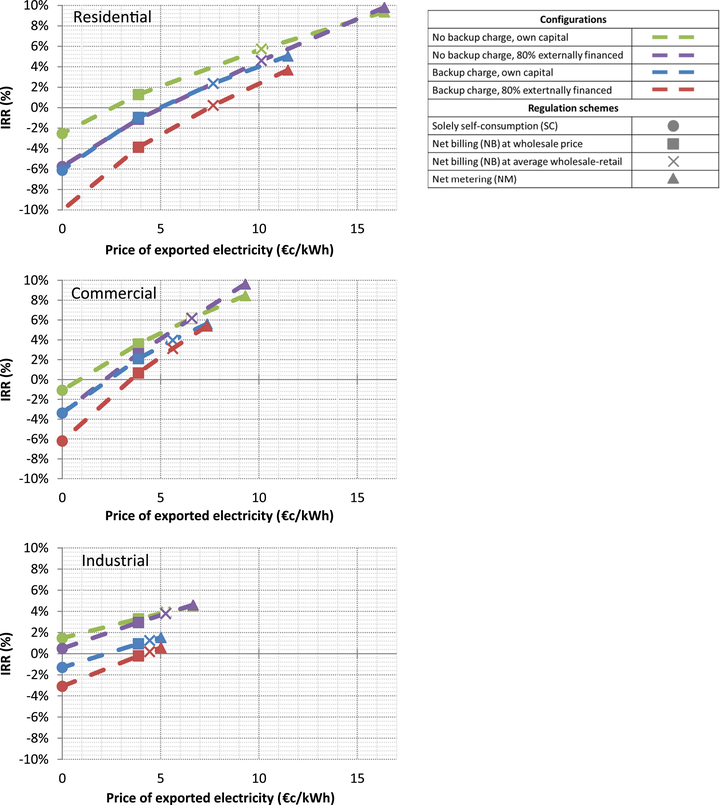 Residential
10%
8%
6%
4%
2%
0%
-2%
-4%
-6%
-8%
-10%
IRR (%)
0 5 10 15
Price of exported electricity (€c/kWh)
Configurations
No backup charge, own capital
No backup charge, 80% externally financed
Backup charge, own capital
Backup charge, 80% extertnally financed
Regulation schemes
Solely self-consumption (SC)
Net billing (NB) at wholesale price
Net billing (NB) at average wholesale-retail
Net metering (NM)
Commercial
10%
8%
6%
4%
2%
0%
-2%
-4%
-6%
-8%
-10%
IRR (%)
0 5 10 15
Price of exported electricity (€c/kWh)
Industrial
10%
8%
6%
4%
2%
0%
-2%
-4%
-6%
-8%
-10%
IRR (%)
0 5 10 15
Price of exported electricity (€c/kWh)